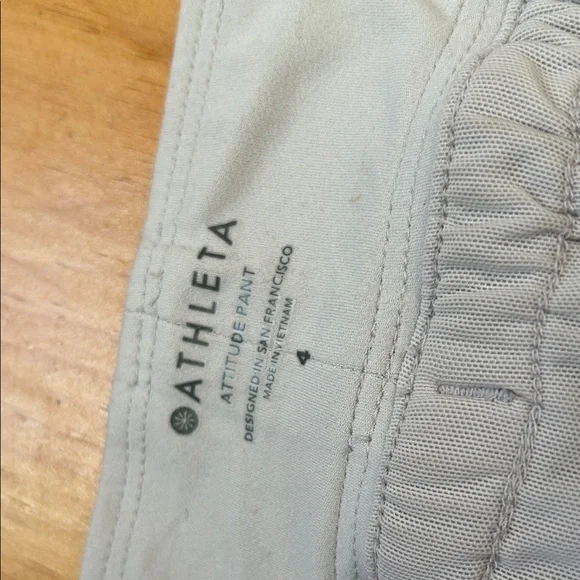 ATHLETA
ATTITUDE PANT
DESIGNED IN SAN FRANCISCO
MADE IN VIETNAM
4